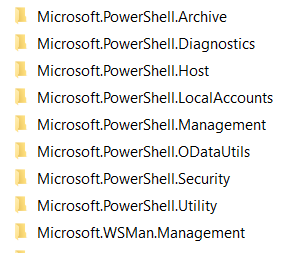 Microsoft.PowerShell.Archive
Microsoft.PowerShell.Diagnostics
Microsoft.PowerShell.Host
Microsoft.PowerShell.LocalAccounts
Microsoft.PowerShell.Management
Microsoft.PowerShell.ODataUtils
Microsoft.PowerShell.Security
Microsoft.PowerShell.Utility
Microsoft.WSMan.Management